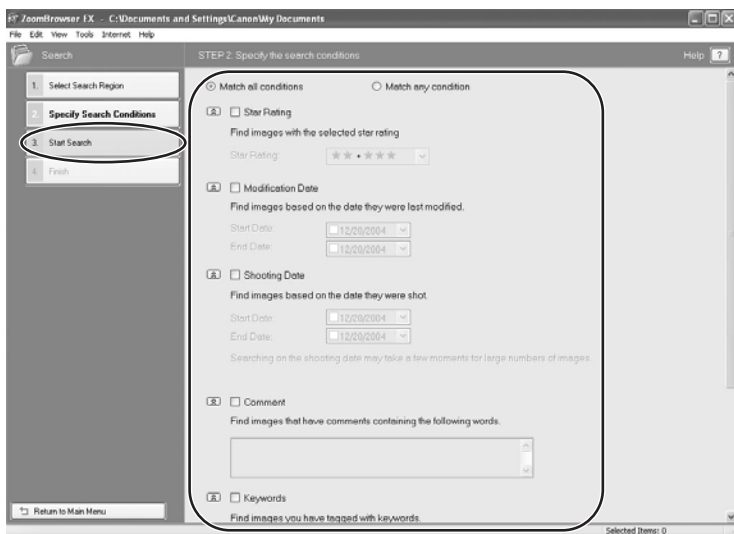 ZoomBrowser EX - C:\Documents and Settings\Canon\My Documents
File Edit View Tools Internet Help
Search
STEP 2: Specify the search conditions
Help ?
1. Select Search Region
2. Specify Search Conditions
3. Start Search
4. Finish
Match all conditions Match any condition
Star Rating
Find images with the selected star rating
Star Rating: ★★•★★★
Modification Date
Find images based on the date they were last modified.
Start Date: 12/20/2004
End Date: 12/20/2004
Shooting Date
Find images based on the date they were shot.
Start Date: 12/20/2004
End Date: 12/20/2004
Searching on the shooting date may take a few moments for large numbers of images.
Comment
Find images that have comments containing the following words.
Keywords
Find images you have tagged with keywords.
Return to Main Menu
Selected Items: 0